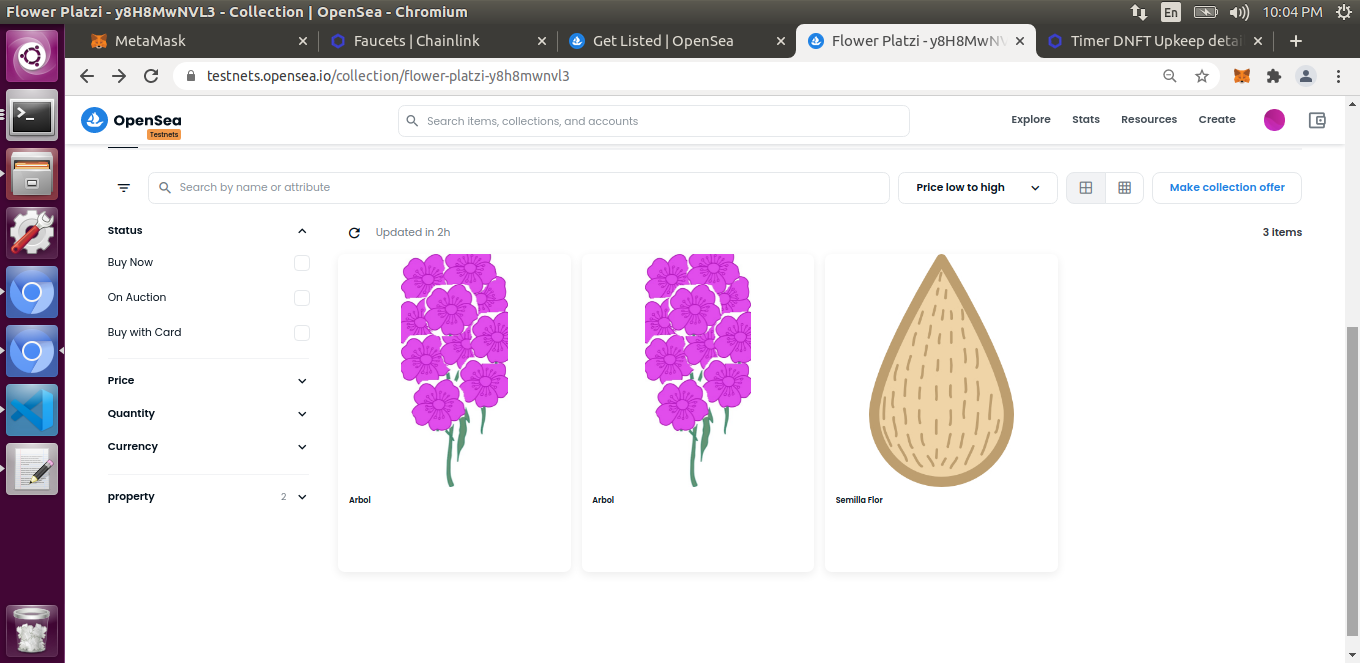 Flower Platzi - y8H8MwNVL3 - Collection | OpenSea - Chromium
En
10:04 PM
MetaMask
Faucets | Chainlink
Get Listed | OpenSea
Flower Platzi - y8H8MwNV
Timer DNFT Upkeep detai
testnets.opensea.io/collection/flower-platzi-y8h8mwnvl3
OpenSea
Testnets
Search items, collections, and accounts
Explore
Stats
Resources
Create
Search by name or attribute
Price low to high
Make collection offer
Status
Updated in 2h
3 items
Buy Now
On Auction
Buy with Card
Price
Quantity
Currency
property
2
Arbol
Arbol
Semilla Flor